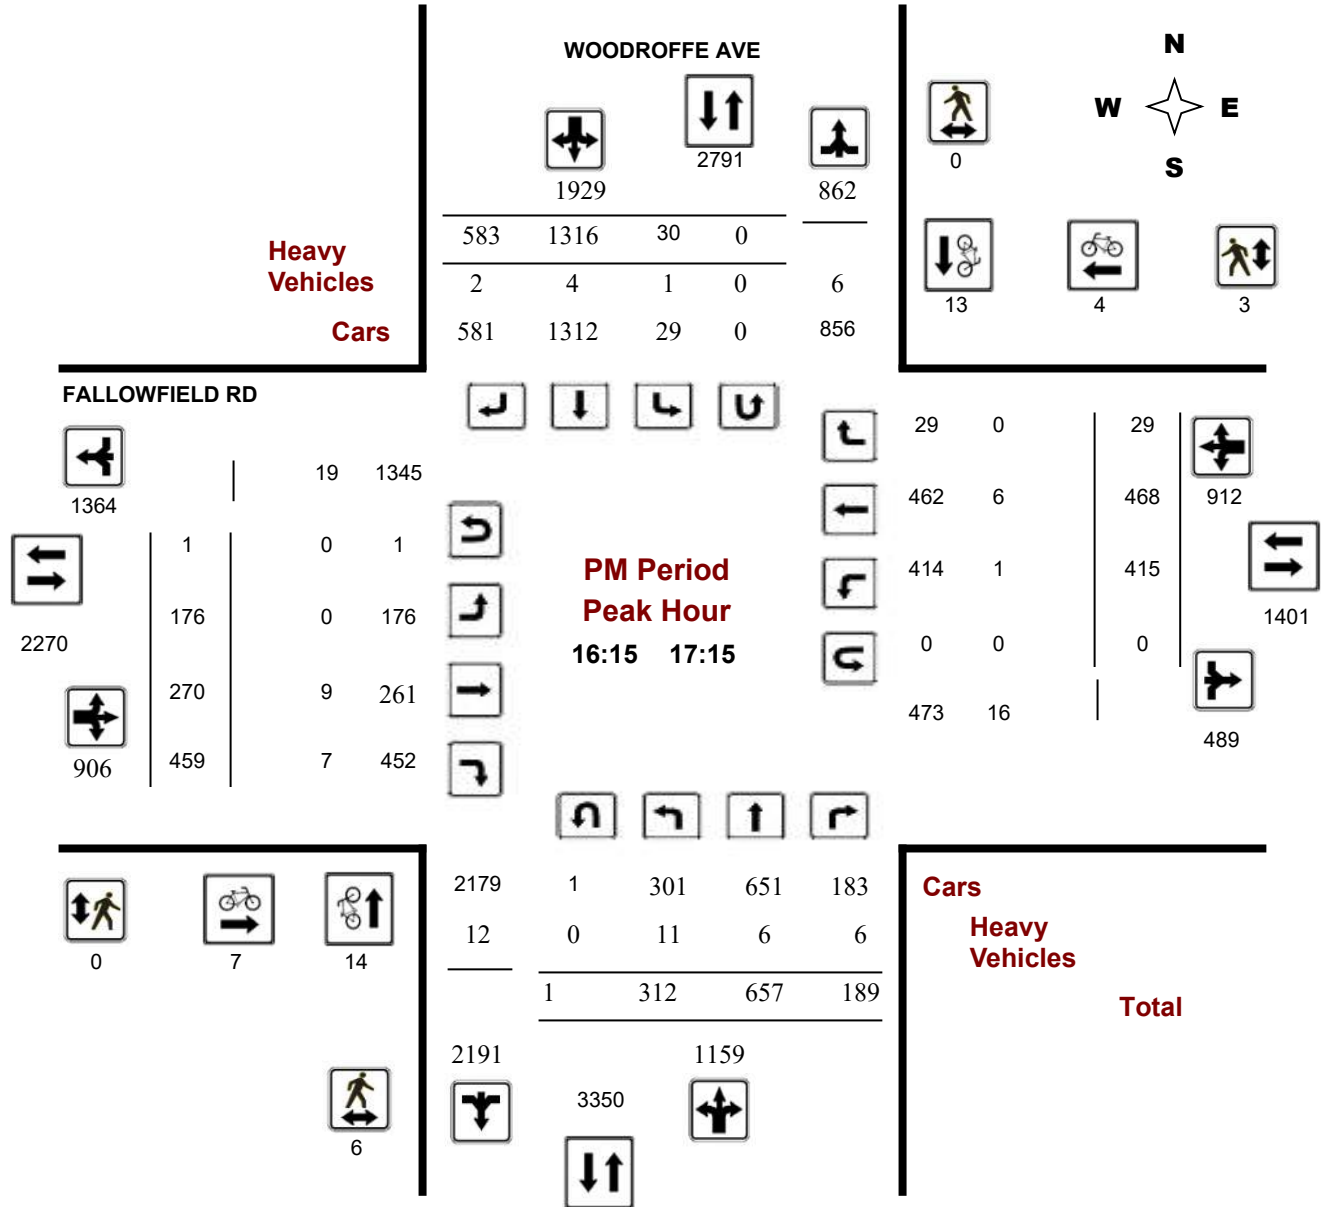 WOODROFFE AVE
N
W E
S
2791
0
1929 862
583 1316 30 0
Heavy
Vehicles
2 4 1 0 6
13 4 3
Cars
581 1312 29 0 856
FALLOWFIELD RD
29 0 29
1364
19 1345
462 6 468 912
1 0 1
PM Period
Peak Hour
16:15 17:15
414 1 415
1401
176 0 176
2270
0 0 0
270 9 261
473 16
489
906
459 7 452
2179 1 301 651 183
Cars
12 0 11 6 6
Heavy
Vehicles
0 7 14
1 312 657 189
Total
2191 1159
3350
6